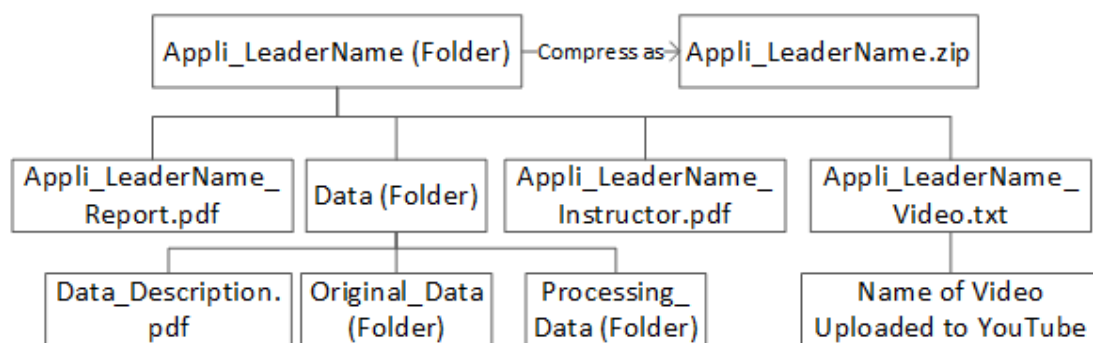 Appli_LeaderName (Folder)
Compress as
Appli_LeaderName.zip
Appli_LeaderName_
Report.pdf
Data (Folder)
Appli_LeaderName_
Instructor.pdf
Appli_LeaderName_
Video.txt
Data_Description.
pdf
Original_Data
(Folder)
Processing_
Data (Folder)
Name of Video
Uploaded to YouTube